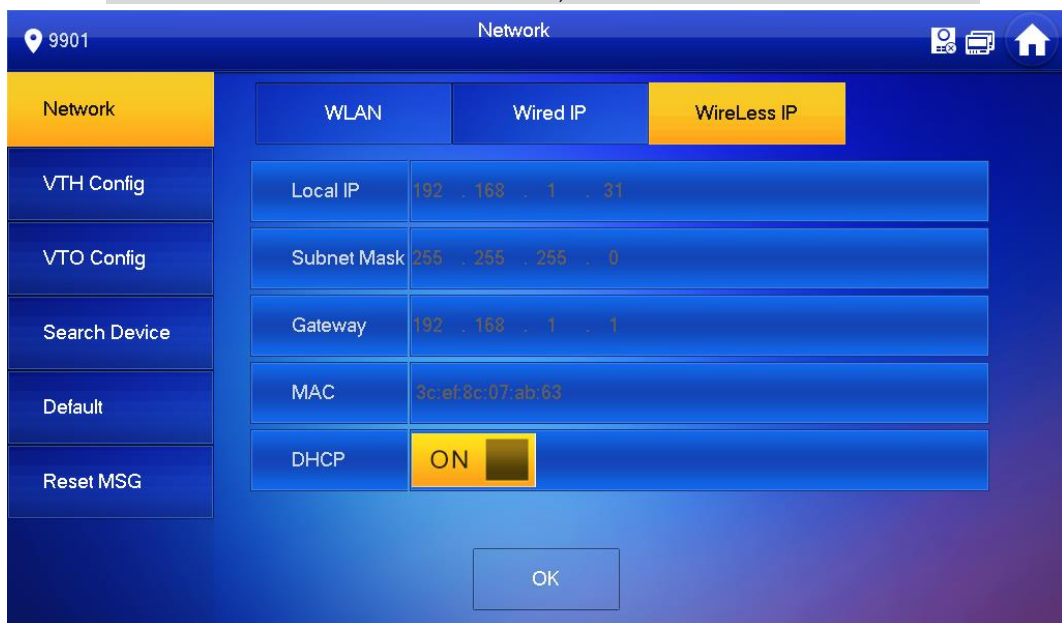 Network
9901
Network
WLAN
Wired IP
WireLess IP
VTH Config
Local IP
192 . 168 . 1 . 31
VTO Config
Subnet Mask
255 . 255 . 255 . 0
Search Device
Gateway
192 . 168 . 1 . 1
Default
MAC
3c:ef:8c:07:ab:63
Reset MSG
DHCP
ON
OK